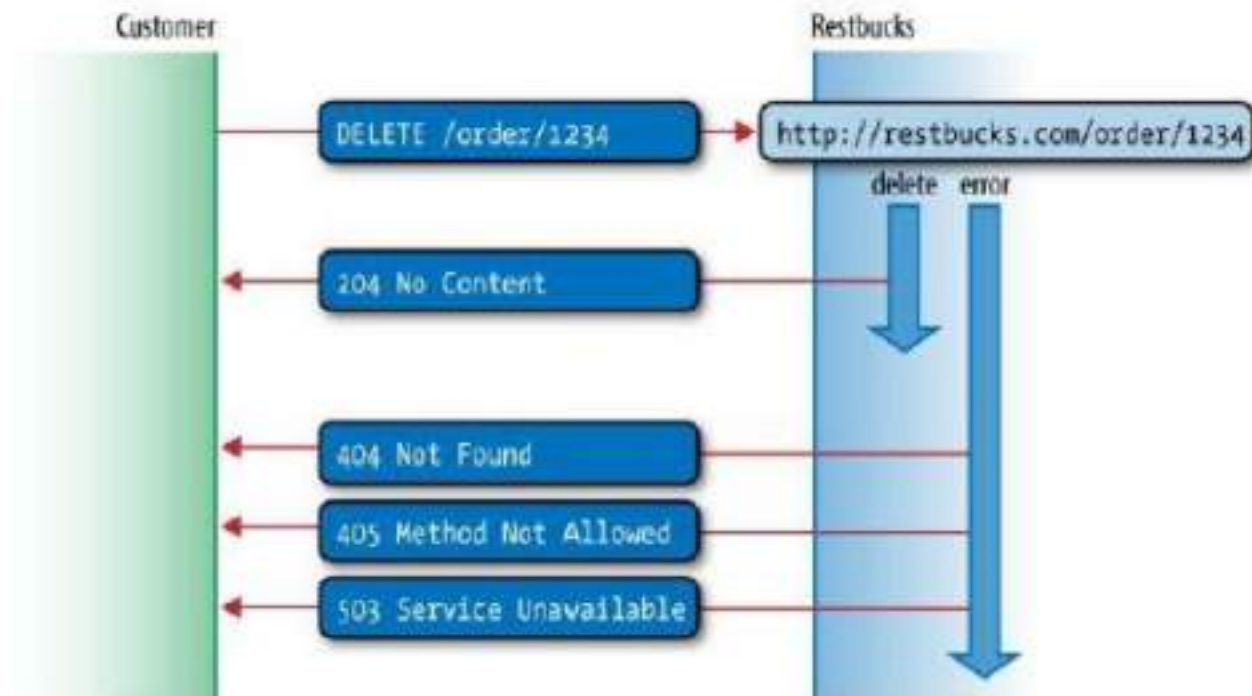 Customer
Restbucks
DELETE /order/1234
http://restbucks.com/order/1234
delete error
204 No Content
404 Not Found
405 Method Not Allowed
503 Service Unavailable